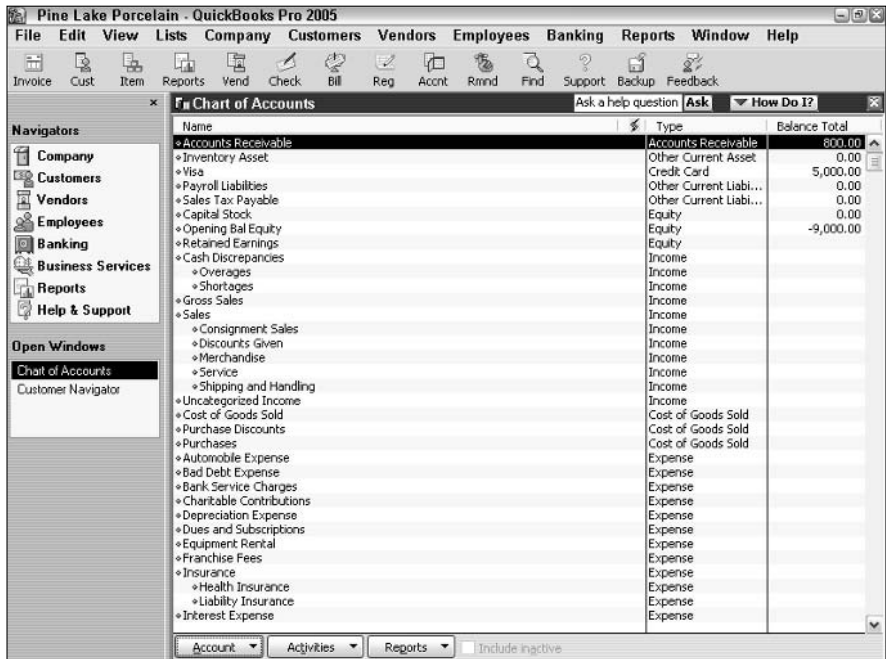 Pine Lake Porcelain - QuickBooks Pro 2005
File Edit View Lists Company Customers Vendors Employees Banking Reports Window Help
Invoice Cust Item Reports Vend Check Bill Reg Accnt Rmnd Find Support Backup Feedback
Chart of Accounts Ask a help question Ask How Do I?
Navigators
Company
Customers
Vendors
Employees
Banking
Business Services
Reports
Help & Support
Open Windows
Chart of Accounts
Customer Navigator
Name Type Balance Total
Accounts Receivable Accounts Receivable 800.00
Inventory Asset Other Current Asset 0.00
Visa Credit Card 5,000.00
Payroll Liabilities Other Current Liabi... 0.00
Sales Tax Payable Other Current Liabi... 0.00
Capital Stock Equity 0.00
Opening Bal Equity Equity -9,000.00
Retained Earnings Equity
Cash Discrepancies Income
Overages Income
Shortages Income
Gross Sales Income
Sales Income
Consignment Sales Income
Discounts Given Income
Merchandise Income
Service Income
Shipping and Handling Income
Uncategorized Income Income
Cost of Goods Sold Cost of Goods Sold
Purchase Discounts Cost of Goods Sold
Purchases Cost of Goods Sold
Automobile Expense Expense
Bad Debt Expense Expense
Bank Service Charges Expense
Charitable Contributions Expense
Depreciation Expense Expense
Dues and Subscriptions Expense
Equipment Rental Expense
Franchise Fees Expense
Insurance Expense
Health Insurance Expense
Liability Insurance Expense
Interest Expense Expense
Account Activities Reports Include inactive